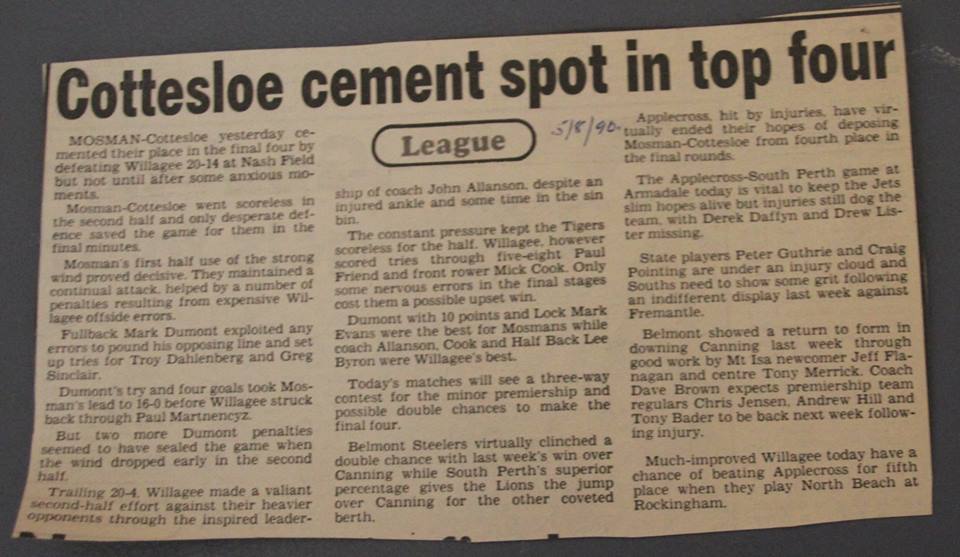 Cottesloe cement spot in top four
League
5/8/90.
MOSMAN-Cottesloe yesterday ce-
mented their place in the final four by
defeating Willagee 20-14 at Nash Field
but not until after some anxious mo-
ments.
Mosman-Cottesloe went scoreless in
the second half and only desperate def-
ence saved the game for them in the
final minutes.
Mosman's first half use of the strong
wind proved decisive. They maintained a
continual attack, helped by a number of
penalties resulting from expensive Wil-
lagee offside errors.
Fullback Mark Dumont exploited any
errors to pound his opposing line and set
up tries for Troy Dahlenberg and Greg
Sinclair.
Dumont's try and four goals took Mos-
man's lead to 16-0 before Willagee struck
back through Paul Martnencyz.
But two more Dumont penalties
seemed to have sealed the game when
the wind dropped early in the second
half.
Trailing 20-4, Willagee made a valiant
second-half effort against their heavier
opponents through the inspired leader-
ship of coach John Allanson, despite an
injured ankle and some time in the sin
bin.
The constant pressure kept the Tigers
scoreless for the half. Willagee, however
scored tries through five-eight Paul
Friend and front rower Mick Cook. Only
some nervous errors in the final stages
cost them a possible upset win.
Dumont with 10 points and Lock Mark
Evans were the best for Mosmans while
coach Allanson, Cook and Half Back Lee
Byron were Willagee's best.
Today's matches will see a three-way
contest for the minor premiership and
possible double chances to make the
final four.
Belmont Steelers virtually clinched a
double chance with last week's win over
Canning while South Perth's superior
percentage gives the Lions the jump
over Canning for the other coveted
berth.
Applecross, hit by injuries, have vir-
tually ended their hopes of deposing
Mosman-Cottesloe from fourth place in
the final rounds.
The Applecross-South Perth game at
Armadale today is vital to keep the Jets
slim hopes alive but injuries still dog the
team, with Derek Daffyn and Drew Lis-
ter missing.
State players Peter Guthrie and Craig
Pointing are under an injury cloud and
Souths need to show some grit following
an indifferent display last week against
Fremantle.
Belmont showed a return to form in
downing Canning last week through
good work by Mt Isa newcomer Jeff Fla-
nagan and centre Tony Merrick. Coach
Dave Brown expects premiership team
regulars Chris Jensen, Andrew Hill and
Tony Bader to be back next week follow-
ing injury.
Much-improved Willagee today have a
chance of beating Applecross for fifth
place when they play North Beach at
Rockingham.